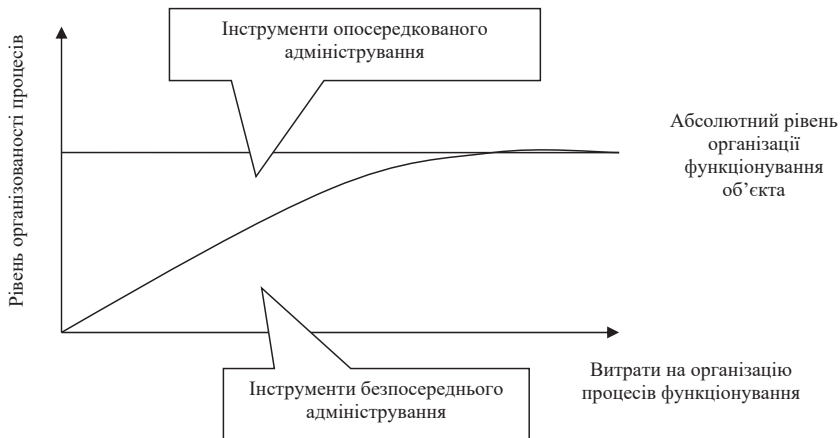 Інструменти опосередкованого
адміністрування
Рівень організованості процесів
Абсолютний рівень
організації
функціонування
об’єкта
Інструменти безпосереднього
адміністрування
Витрати на організацію
процесів функціонування